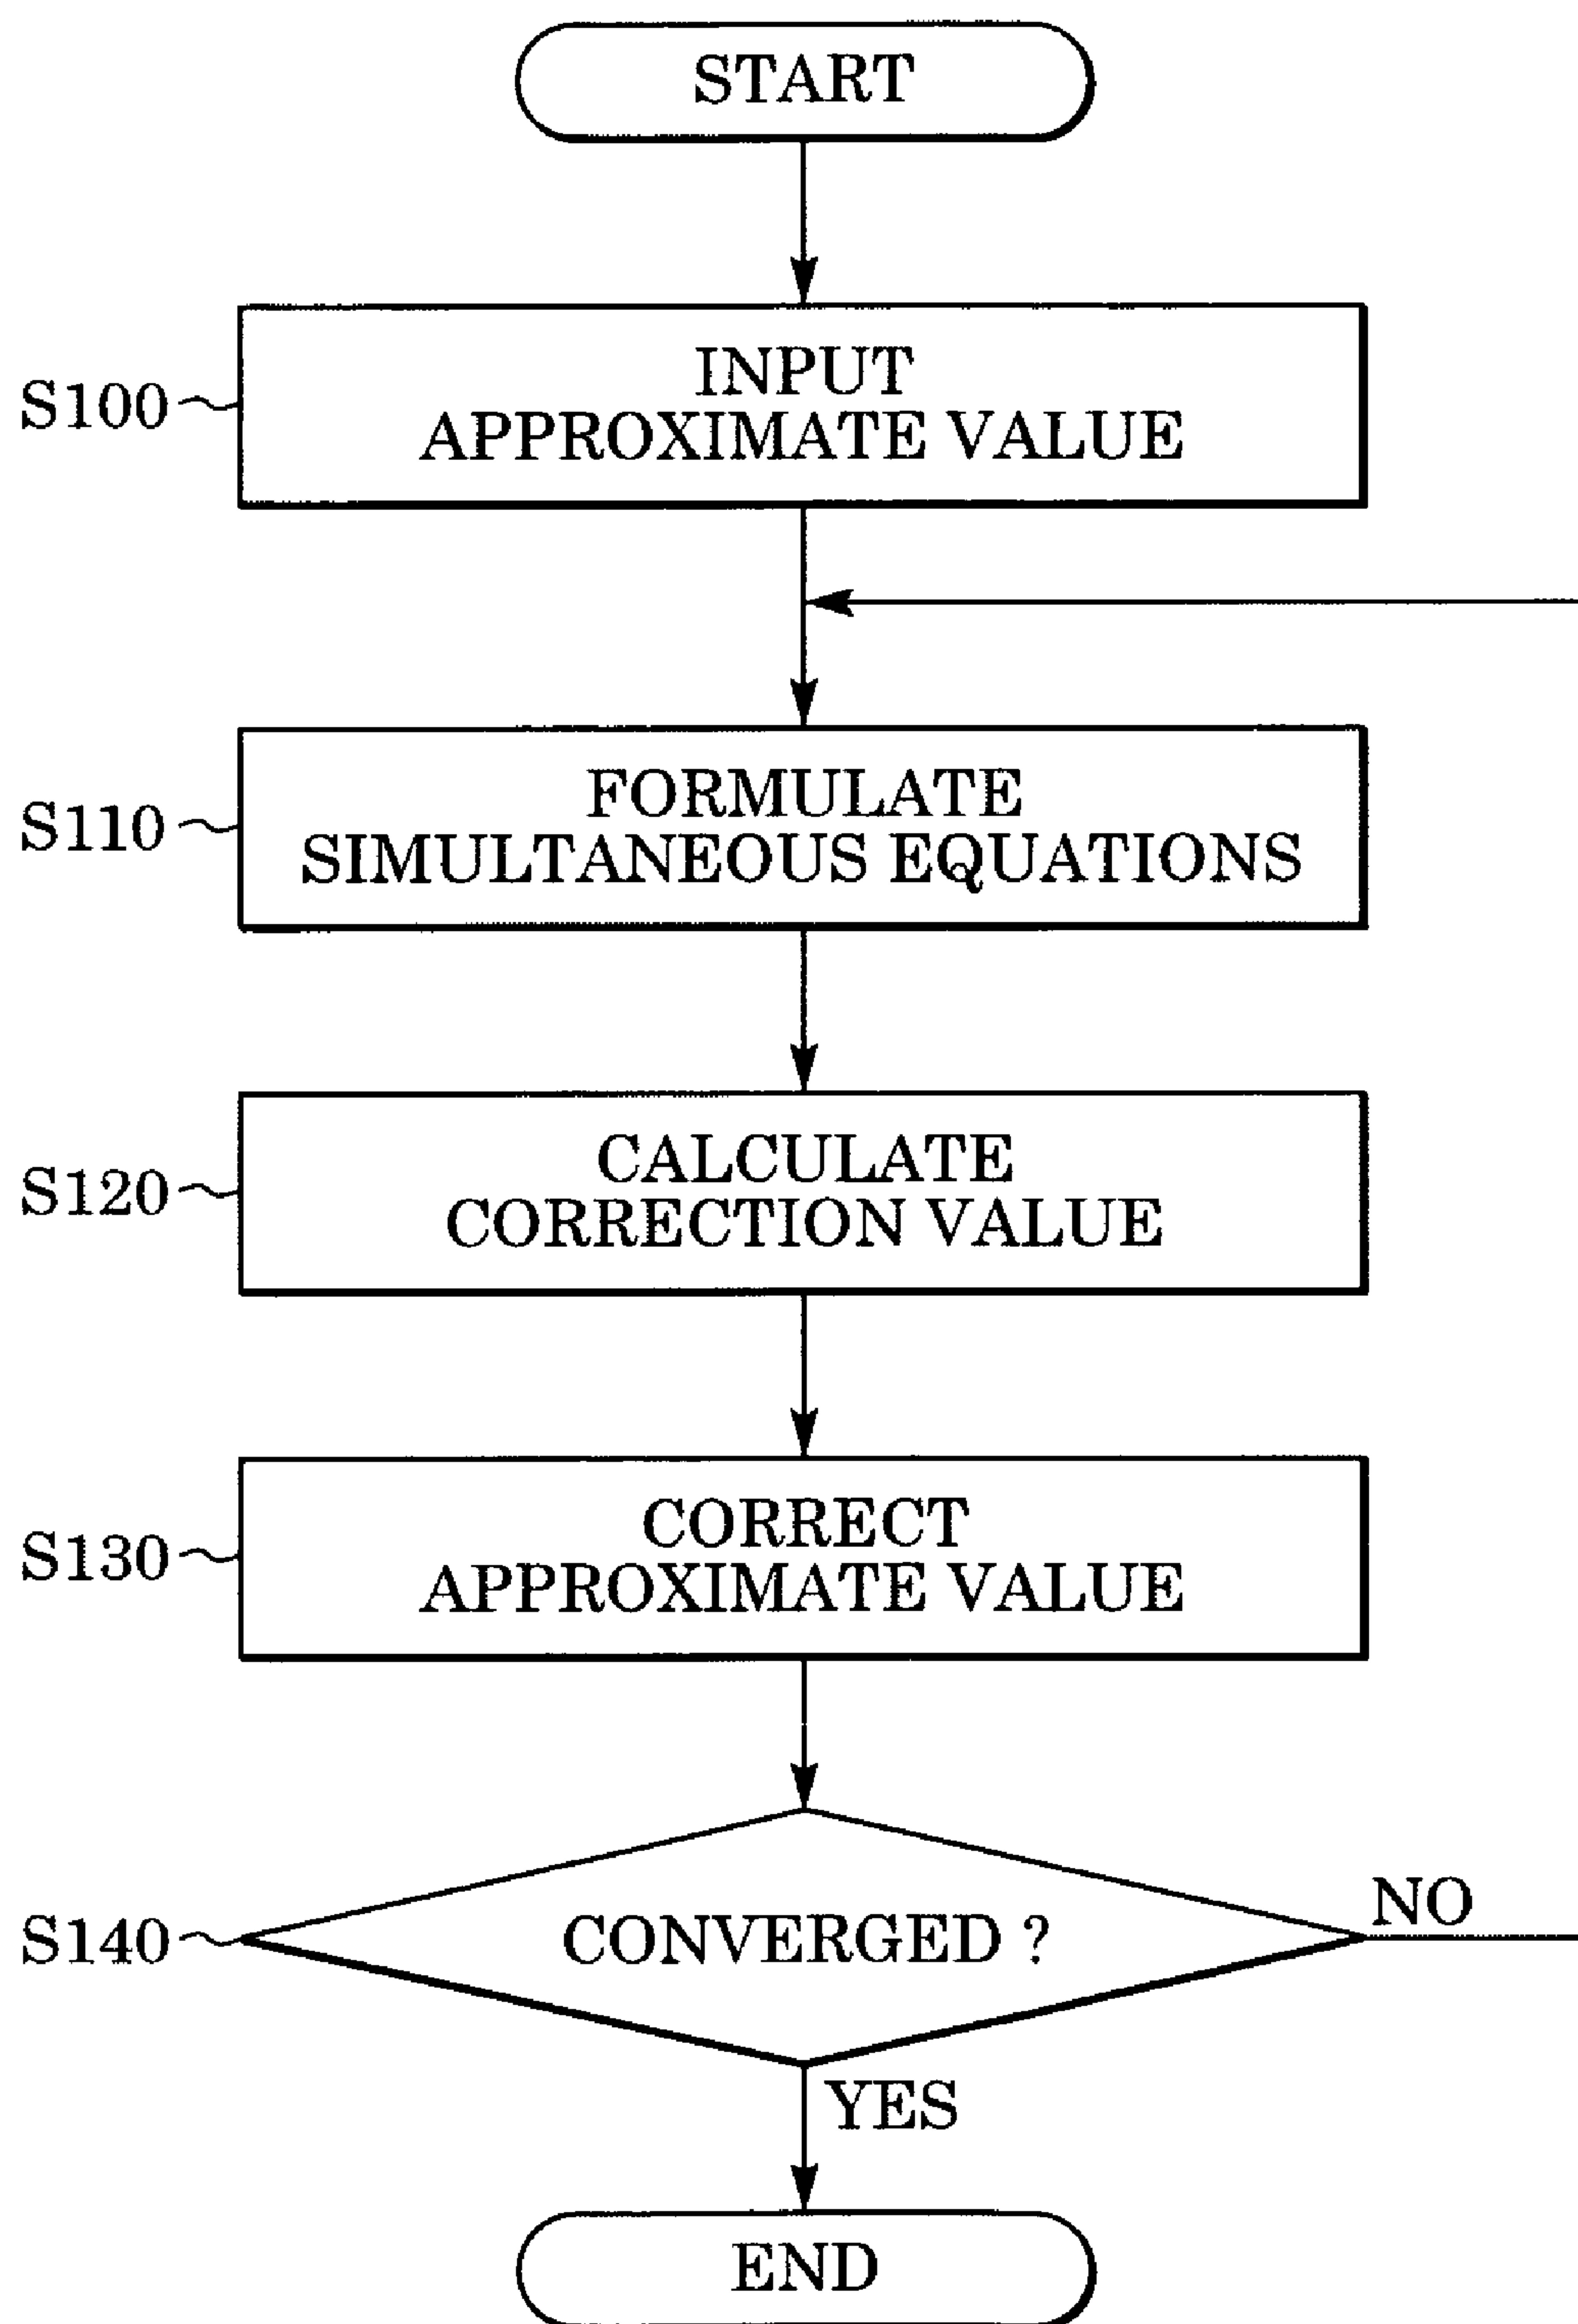 START
S100
INPUT
APPROXIMATE VALUE
S110
FORMULATE
SIMULTANEOUS EQUATIONS
S120
CALCULATE
CORRECTION VALUE
S130
CORRECT
APPROXIMATE VALUE
S140
CONVERGED ?
NO
YES
END